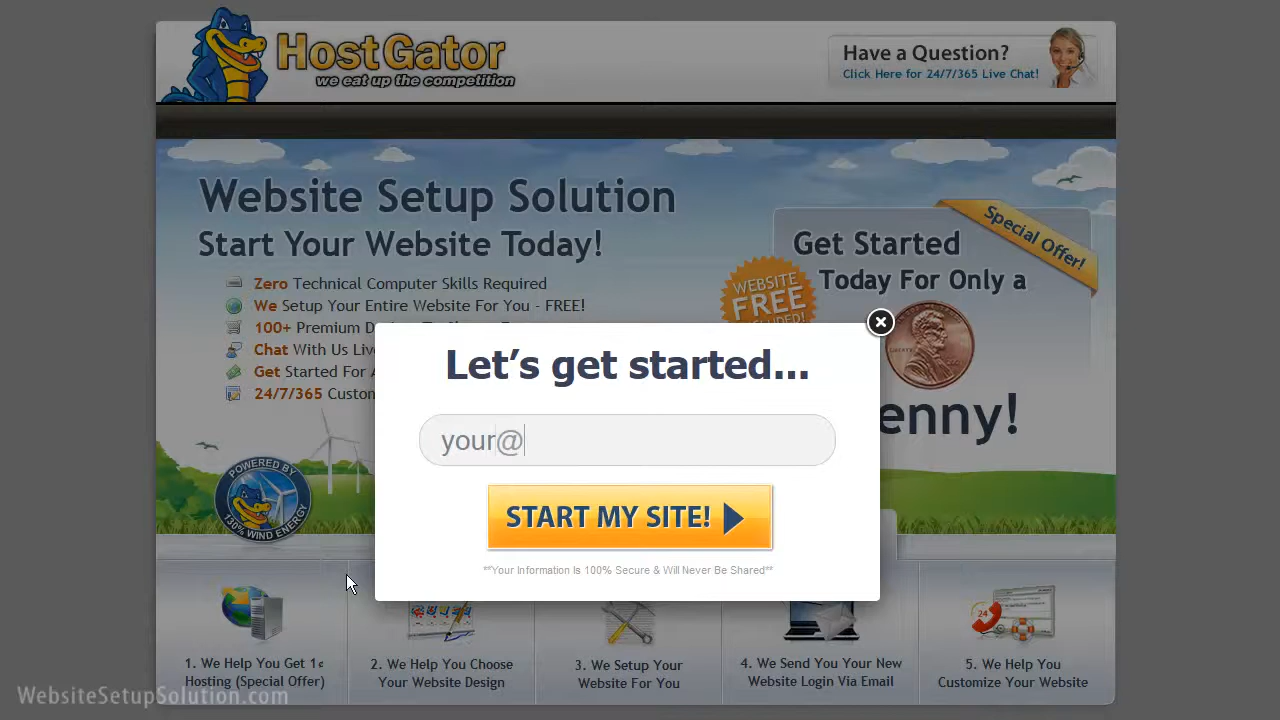 HostGator
we eat up the competition
Have a Question?
Click Here for 24/7/365 Live Chat!
Website Setup Solution
Start Your Website Today!
Zero Technical Computer Skills Required
We Setup Your Entire Website For You - FREE!
100+ Premium
Chat With Us Live
Get Started For
24/7/365
Special Offer!
Get Started
Today For Only a
enny!
WEBSITE
FREE
INCLUDED!
Let's get started...
your@
START MY SITE!
**Your Information Is 100% Secure & Will Never Be Shared**
POWERED BY
130% WIND ENERGY
1. We Help You Get 1¢
Hosting (Special Offer)
2. We Help You Choose
Your Website Design
3. We Setup Your
Website For You
4. We Send You Your New
Website Login Via Email
5. We Help You
Customize Your Website
WebsiteSetupSolution.com